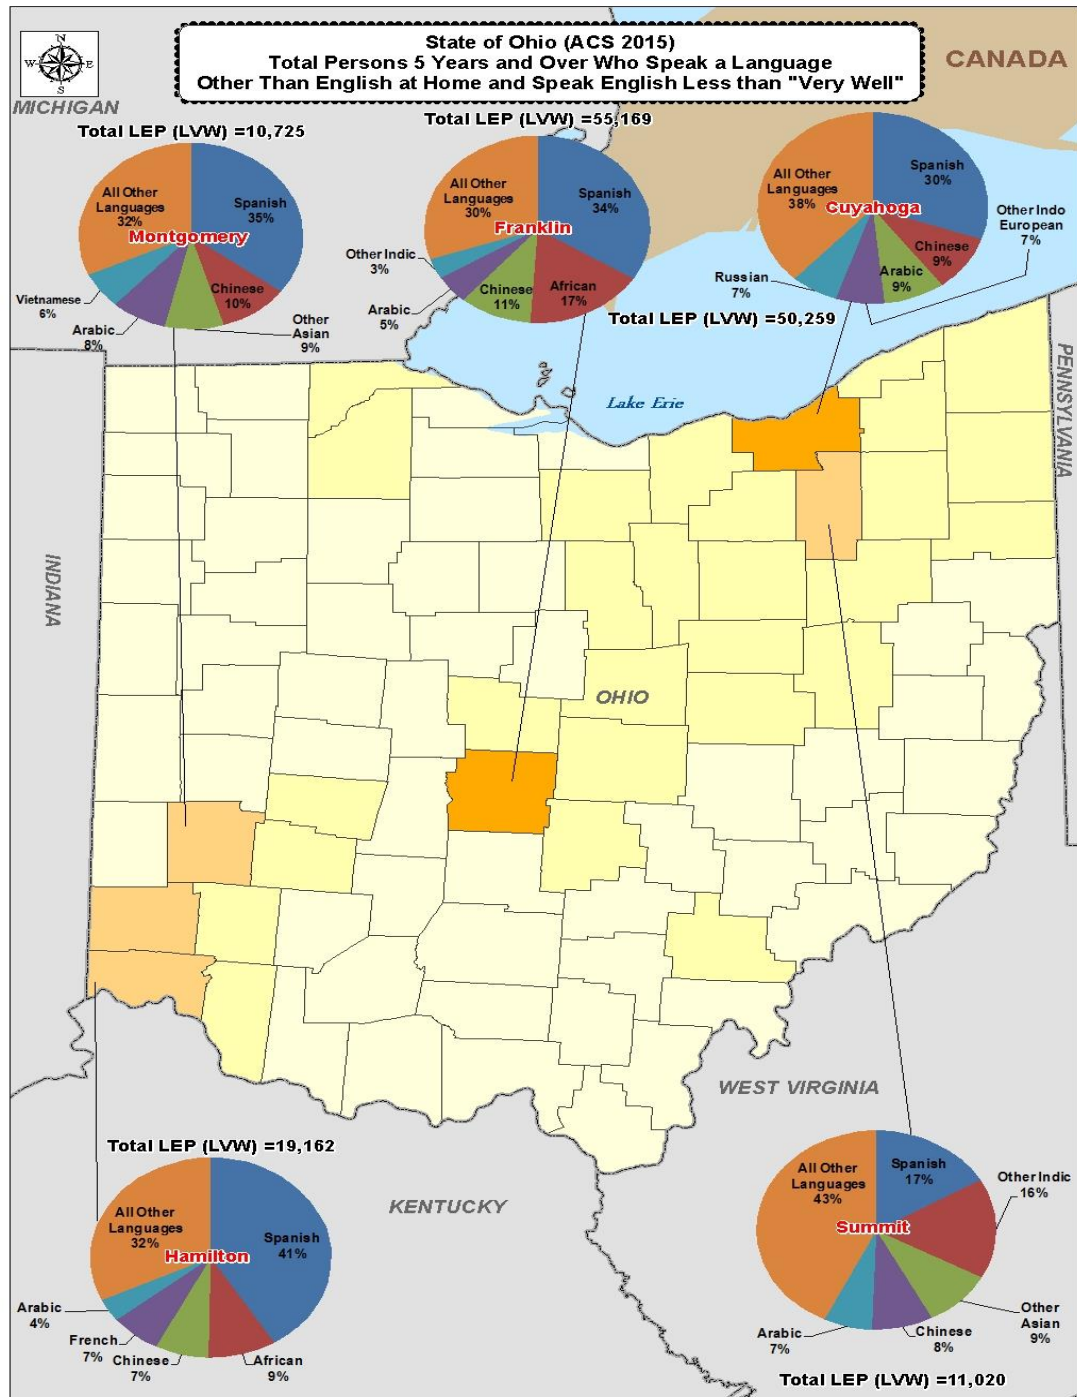 State of Ohio (ACS 2015)
Total Persons 5 Years and Over Who Speak a Language
Other Than English at Home and Speak English Less than "Very Well"
N
W
E
S
MICHIGAN
CANADA
Total LEP (LVW) =10,725
All Other
Languages
32%
Spanish
35%
Montgomery
Chinese
10%
Vietnamese
6%
Arabic
8%
Other
Asian
9%
Total LEP (LVW) =55,169
All Other
Languages
30%
Spanish
34%
Franklin
Other Indic
3%
Arabic
5%
Chinese
11%
African
17%
All Other
Languages
38%
Spanish
30%
Cuyahoga
Other Indo
European
7%
Chinese
9%
Arabic
9%
Russian
7%
Total LEP (LVW) =50,259
Lake Erie
PENNSYLVANIA
INDIANA
OHIO
WEST VIRGINIA
KENTUCKY
Total LEP (LVW) =19,162
All Other
Languages
32%
Spanish
41%
Hamilton
Arabic
4%
French
7%
Chinese
7%
African
9%
All Other
Languages
43%
Spanish
17%
Other Indic
16%
Summit
Other
Asian
9%
Chinese
8%
Arabic
7%
Total LEP (LVW) =11,020